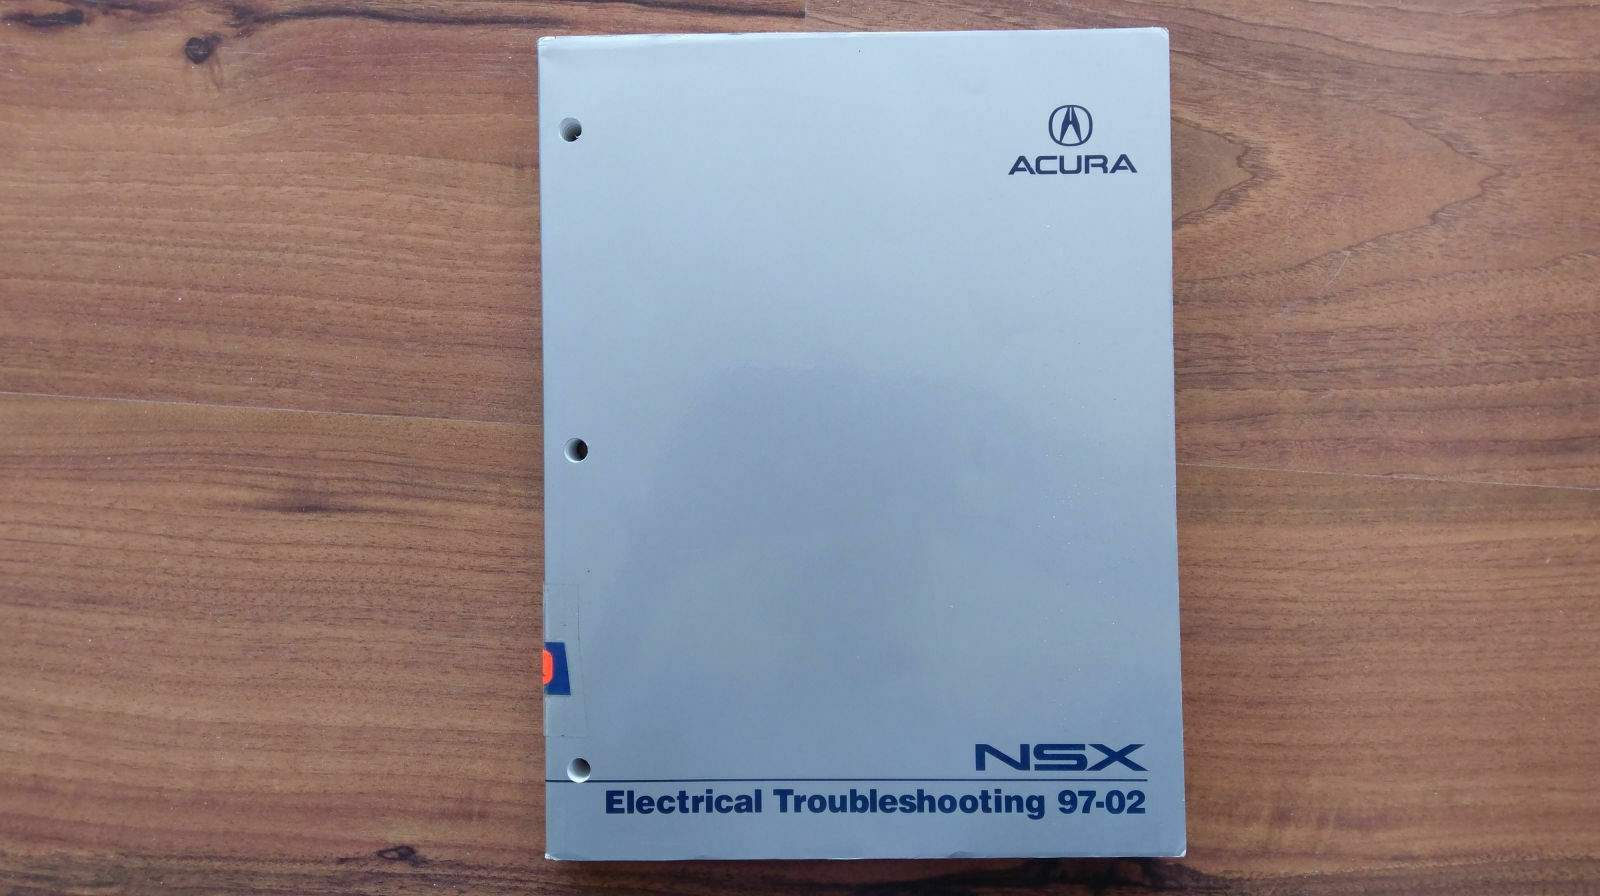 ACURA
NSX
Electrical Troubleshooting 97-02